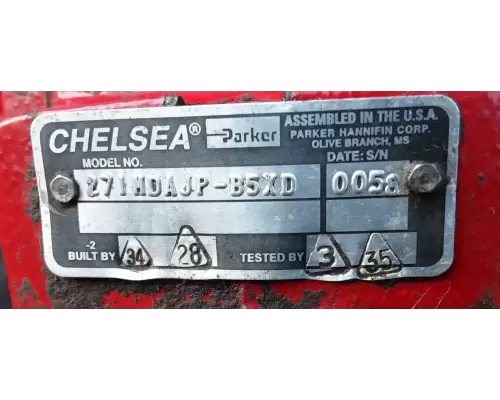 CHELSEA® Parker
ASSEMBLED IN THE U.S.A.
PARKER HANNIFIN CORP.
OLIVE BRANCH, MS
MODEL NO. DATE: S/N
271HDAJP-B5XD 0058
-2
BUILT BY 34 28 TESTED BY 3 35